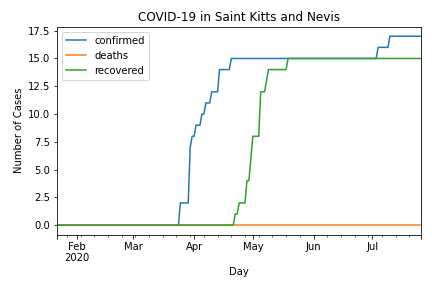 COVID-19 in Saint Kitts and Nevis
confirmed
deaths
recovered
Number of Cases
17.5
15.0
12.5
10.0
7.5
5.0
2.5
0.0
Feb Mar Apr May Jun Jul
2020
Day